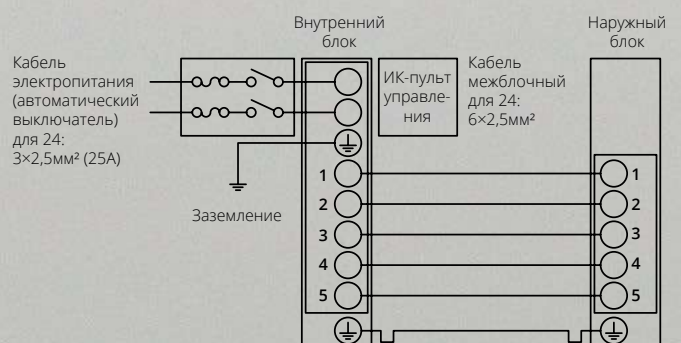 Внутренний
блок
Наружный
блок
Кабель
электропитания
(автоматический
выключатель)
для 24:
3×2,5мм² (25А)
ИК-пульт
управле-
ния
Кабель
межблочный
для 24:
6×2,5мм²
Заземление
1
2
3
4
5
1
2
3
4
5